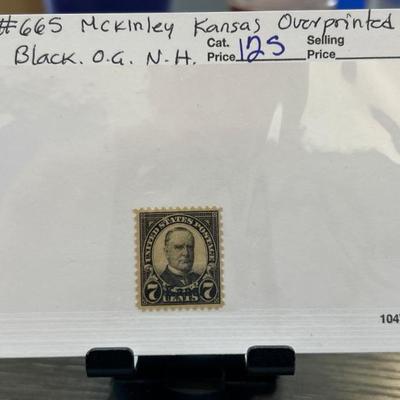 #665 McKinley Kansas Overprinted
Black. O.G. N.H. Cat. Price 125 Selling Price
UNITED STATES POSTAGE
7 CENTS 7
104